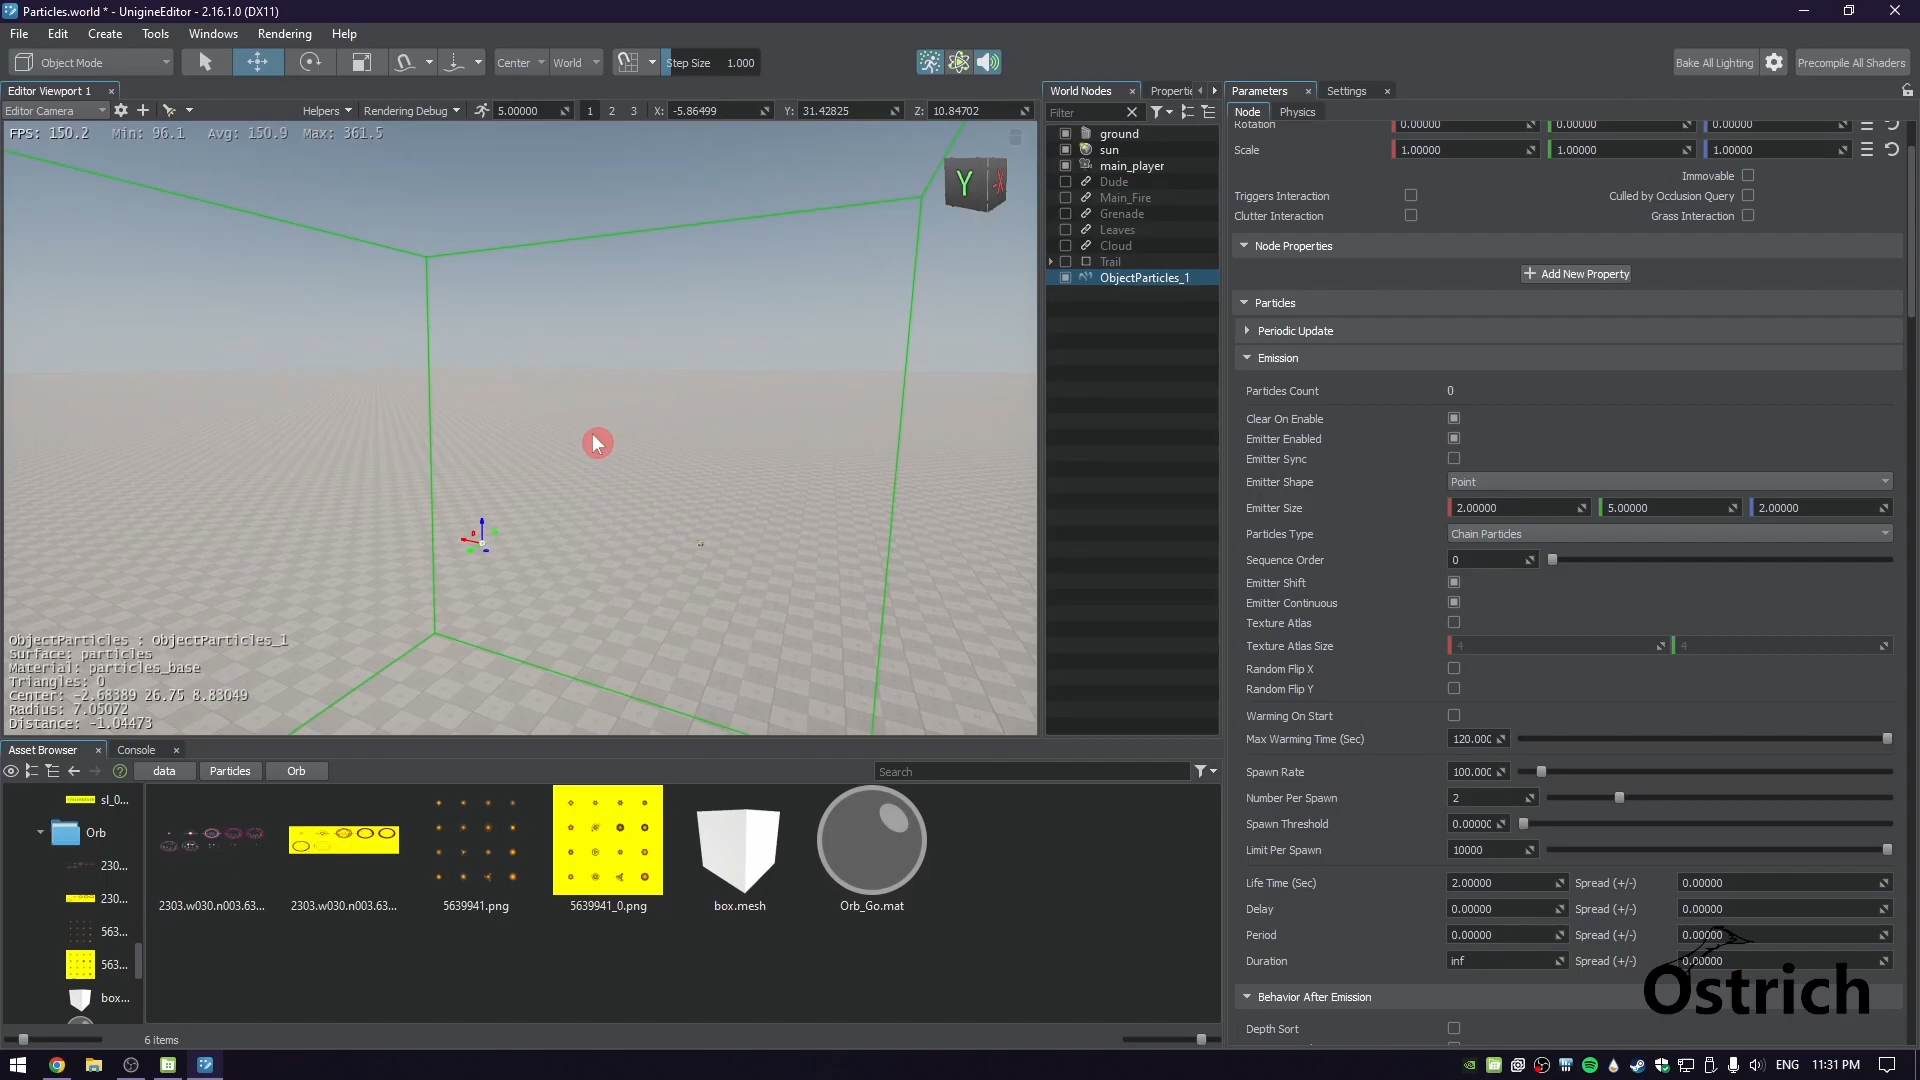 Particles.world * - UnigineEditor - 2.16.1.0 (DX11)
File Edit Create Tools Windows Rendering Help
Object Mode Center World Step Size 1.000 Bake All Lighting Precompile All Shaders
Editor Viewport 1
Editor Camera Helpers Rendering Debug 5.00000 1 2 3 X: -5.86499 Y: 31.42825 Z: 10.84702
FPS: 150.2 Min: 96.1 Avg: 150.9 Max: 361.5
Y -X
ObjectParticles : ObjectParticles_1
Surface: particles
Material: particles_base
Triangles: 0
Center: -2.68389 26.75 8.83049
Radius: 7.05072
Distance: -1.04473
World Nodes Properti
Filter
ground
sun
main_player
Dude
Main_Fire
Grenade
Leaves
Cloud
Trail
ObjectParticles_1
Parameters Settings
Node Physics
Rotation 0.00000 0.00000 0.00000
Scale 1.00000 1.00000 1.00000
Immovable
Triggers Interaction Culled by Occlusion Query
Clutter Interaction Grass Interaction
Node Properties
Add New Property
Particles
Periodic Update
Emission
Particles Count 0
Clear On Enable
Emitter Enabled
Emitter Sync
Emitter Shape Point
Emitter Size 2.00000 5.00000 2.00000
Particles Type Chain Particles
Sequence Order 0
Emitter Shift
Emitter Continuous
Texture Atlas
Texture Atlas Size 4 4
Random Flip X
Random Flip Y
Warming On Start
Max Warming Time (Sec) 120.000
Spawn Rate 100.000
Number Per Spawn 2
Spawn Threshold 0.00000
Limit Per Spawn 10000
Life Time (Sec) 2.00000 Spread (+/-) 0.00000
Delay 0.00000 Spread (+/-) 0.00000
Period 0.00000 Spread (+/-) 0.00000
Duration inf Spread (+/-) 0.00000
Behavior After Emission
Depth Sort
Ostrich
Asset Browser Console
data Particles Orb Search
sl_0...
Orb
230...
230...
563...
563...
box...
2303.w030.n003.63... 2303.w030.n003.63... 5639941.png 5639941_0.png box.mesh Orb_Go.mat
6 items
ENG 11:31 PM